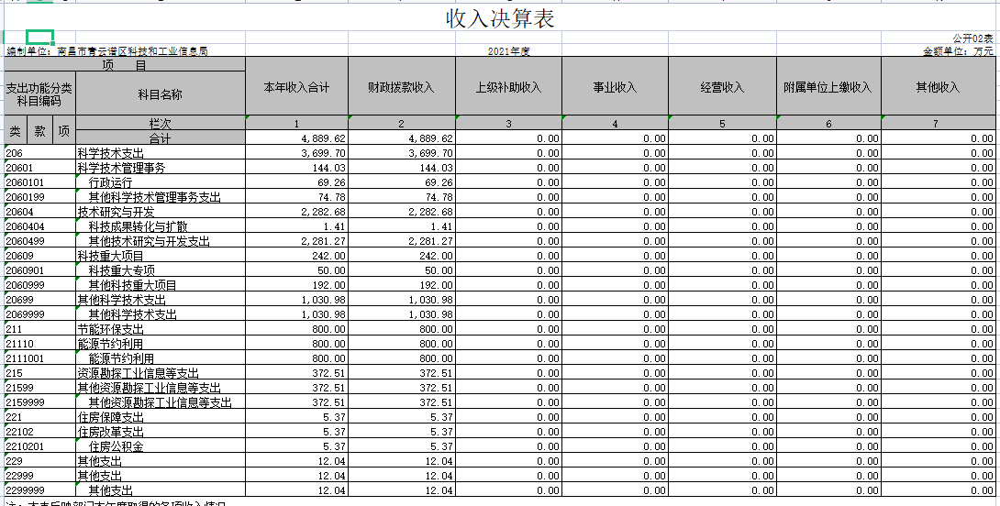 收入决算表
公开02表
编制单位：南昌市青云谱区科技和工业信息局 2021年度 金额单位：万元
项 目 本年收入合计 财政拨款收入 上级补助收入 事业收入 经营收入 附属单位上缴收入 其他收入
支出功能分类科目编码 科目名称
类 款 项 栏次 1 2 3 4 5 6 7
合计 4,889.62 4,889.62 0.00 0.00 0.00 0.00 0.00
206 科学技术支出 3,699.70 3,699.70 0.00 0.00 0.00 0.00 0.00
20601 科学技术管理事务 144.03 144.03 0.00 0.00 0.00 0.00 0.00
2060101 行政运行 69.26 69.26 0.00 0.00 0.00 0.00 0.00
2060199 其他科学技术管理事务支出 74.78 74.78 0.00 0.00 0.00 0.00 0.00
20604 技术研究与开发 2,282.68 2,282.68 0.00 0.00 0.00 0.00 0.00
2060404 科技成果转化与扩散 1.41 1.41 0.00 0.00 0.00 0.00 0.00
2060499 其他技术研究与开发支出 2,281.27 2,281.27 0.00 0.00 0.00 0.00 0.00
20609 科技重大项目 242.00 242.00 0.00 0.00 0.00 0.00 0.00
2060901 科技重大专项 50.00 50.00 0.00 0.00 0.00 0.00 0.00
2060999 其他科技重大项目 192.00 192.00 0.00 0.00 0.00 0.00 0.00
20699 其他科学技术支出 1,030.98 1,030.98 0.00 0.00 0.00 0.00 0.00
2069999 其他科学技术支出 1,030.98 1,030.98 0.00 0.00 0.00 0.00 0.00
211 节能环保支出 800.00 800.00 0.00 0.00 0.00 0.00 0.00
21110 能源节约利用 800.00 800.00 0.00 0.00 0.00 0.00 0.00
2111001 能源节约利用 800.00 800.00 0.00 0.00 0.00 0.00 0.00
215 资源勘探工业信息等支出 372.51 372.51 0.00 0.00 0.00 0.00 0.00
21599 其他资源勘探工业信息等支出 372.51 372.51 0.00 0.00 0.00 0.00 0.00
2159999 其他资源勘探工业信息等支出 372.51 372.51 0.00 0.00 0.00 0.00 0.00
221 住房保障支出 5.37 5.37 0.00 0.00 0.00 0.00 0.00
22102 住房改革支出 5.37 5.37 0.00 0.00 0.00 0.00 0.00
2210201 住房公积金 5.37 5.37 0.00 0.00 0.00 0.00 0.00
229 其他支出 12.04 12.04 0.00 0.00 0.00 0.00 0.00
22999 其他支出 12.04 12.04 0.00 0.00 0.00 0.00 0.00
2299999 其他支出 12.04 12.04 0.00 0.00 0.00 0.00 0.00